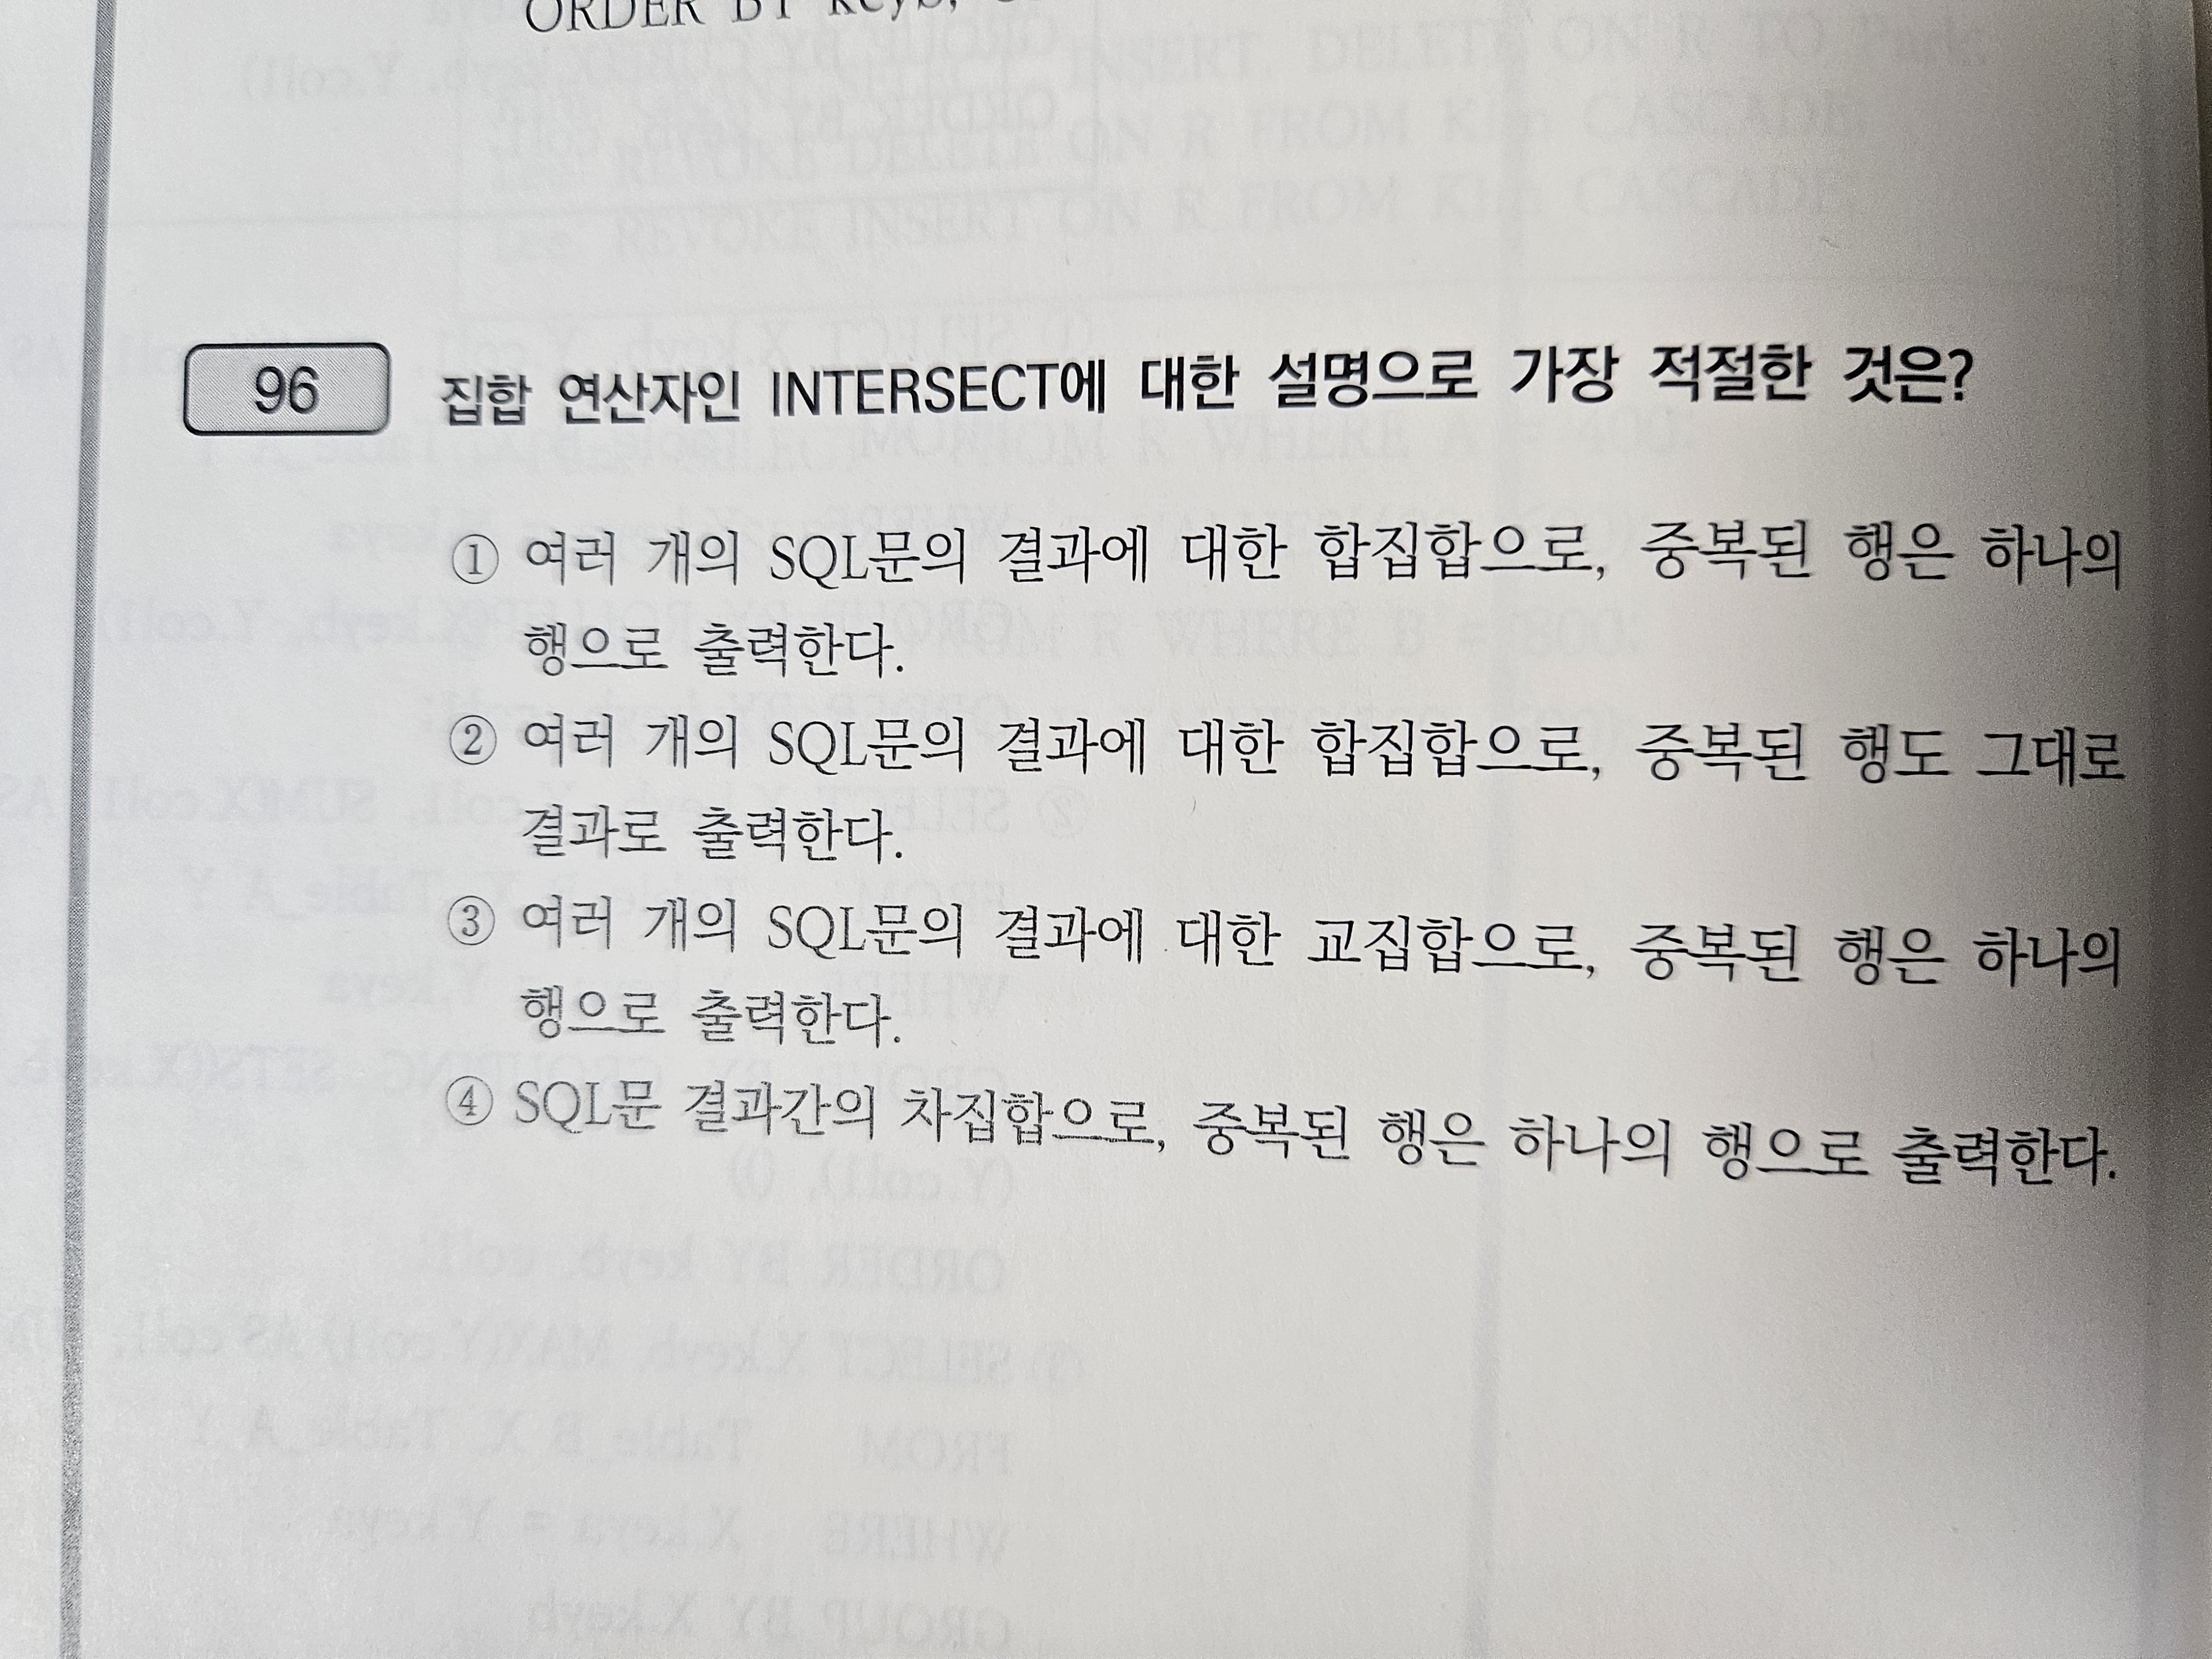 ORDER BY keyb,
96 집합 연산자인 INTERSECT에 대한 설명으로 가장 적절한 것은?
① 여러 개의 SQL문의 결과에 대한 합집합으로, 중복된 행은 하나의
행으로 출력한다.
② 여러 개의 SQL문의 결과에 대한 합집합으로, 중복된 행도 그대로
결과로 출력한다.
③ 여러 개의 SQL문의 결과에 대한 교집합으로, 중복된 행은 하나의
행으로 출력한다.
④ SQL문 결과간의 차집합으로, 중복된 행은 하나의 행으로 출력한다.